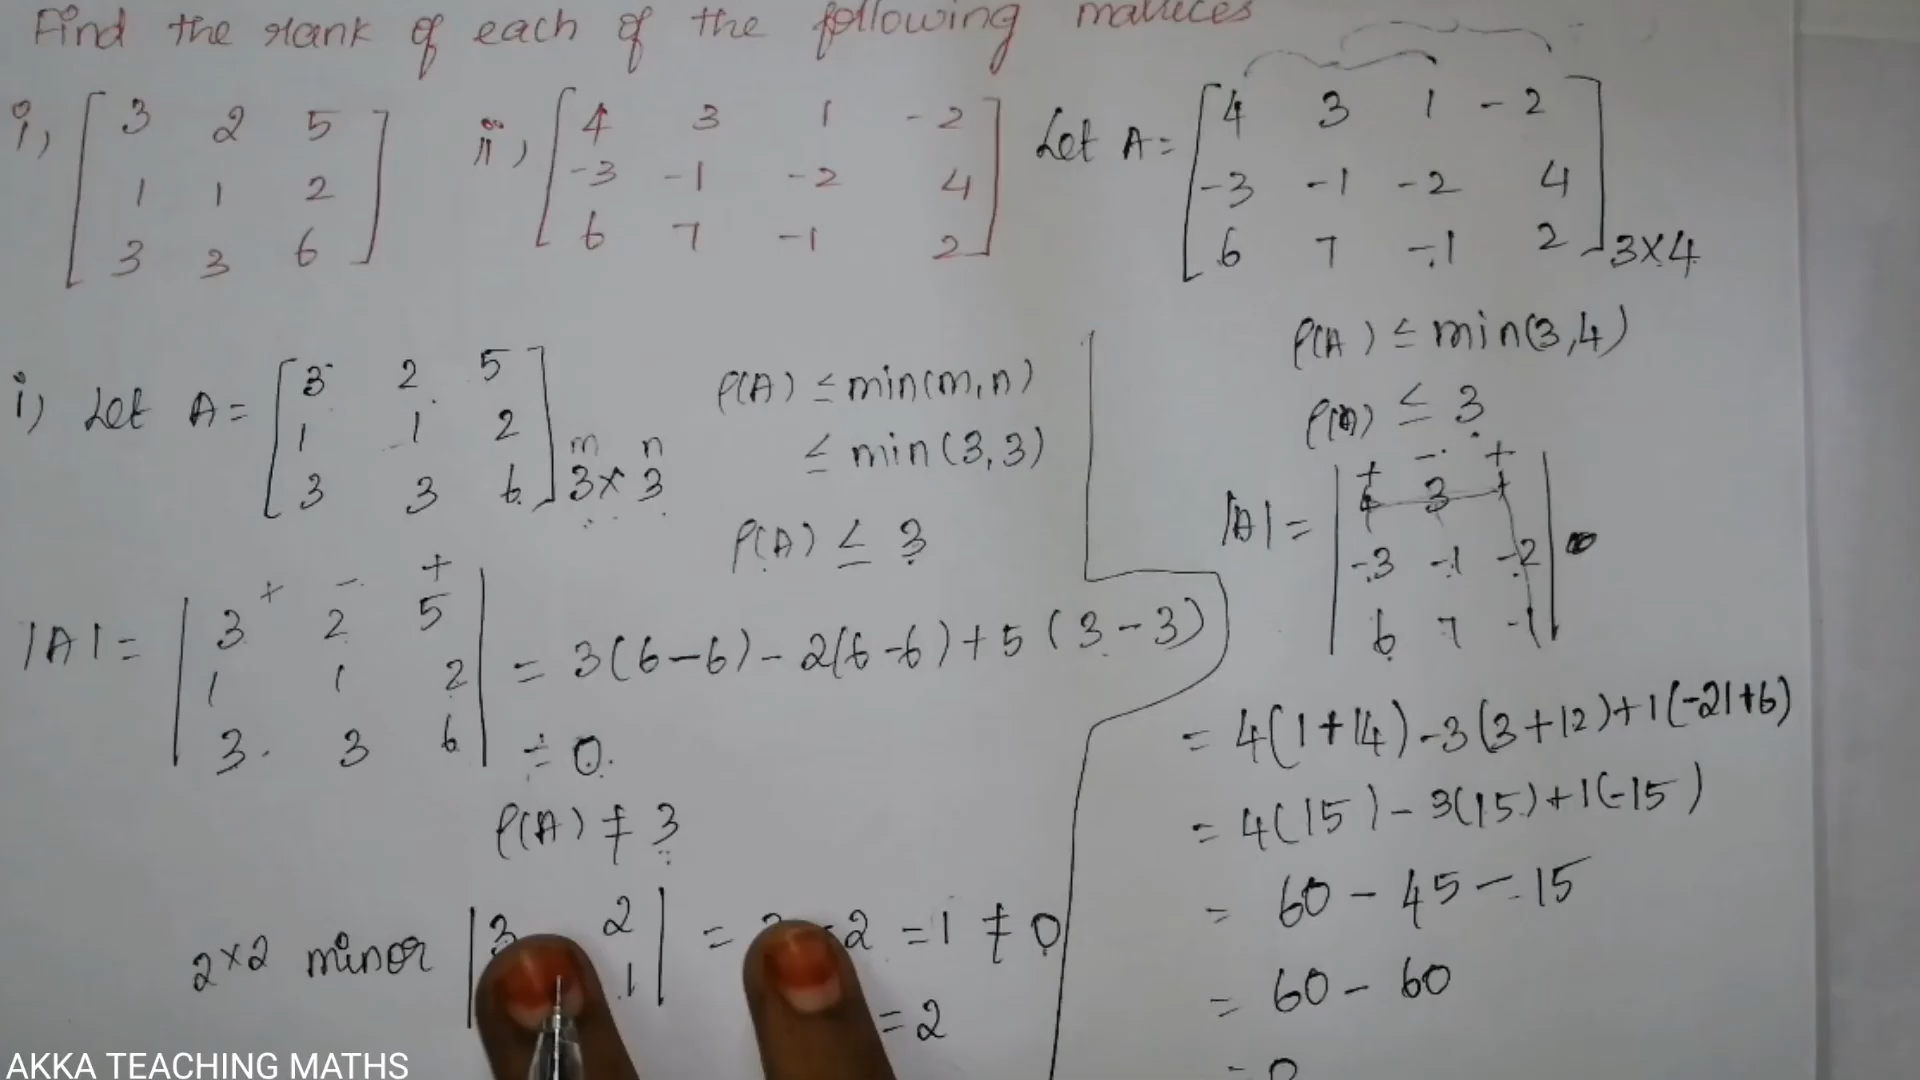 Find the rank of each of the following matrices
i, [ 3 2 5
1 1 2
3 3 6 ]
ii, [ 4 3 1 -2
-3 -1 -2 4
6 7 -1 2 ]
i) Let A = [ 3 2 5
1 1 2
3 3 6 ] 3×3
m n
ρ(A) ≤ min(m,n)
≤ min(3,3)
ρ(A) ≤ 3
+ - +
|A| = | 3 2 5
1 1 2
3 3 6 | = 3(6-6) - 2(6-6) + 5(3-3)
= 0.
ρ(A) ≠ 3
2×2 minor | 3 2
1 | = -2 = 1 ≠ 0
= 2
Let A = [ 4 3 1 -2
-3 -1 -2 4
6 7 -1 2 ] 3×4
ρ(A) ≤ min(3,4)
ρ(A) ≤ 3
+ - +
|A| = | 4 3 1
-3 -1 -2
6 7 -1 |
= 4(1+14) -3(3+12)+1(-21+6)
= 4(15) - 3(15)+1(-15)
= 60 - 45 - 15
= 60 - 60
= 0
AKKA TEACHING MATHS